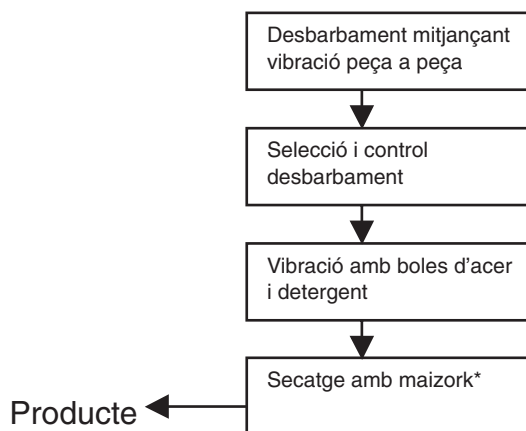 Desbarbament mitjançant
vibració peça a peça
Selecció i control
desbarbament
Vibració amb boles d'acer
i detergent
Secatge amb maizork*
Producte